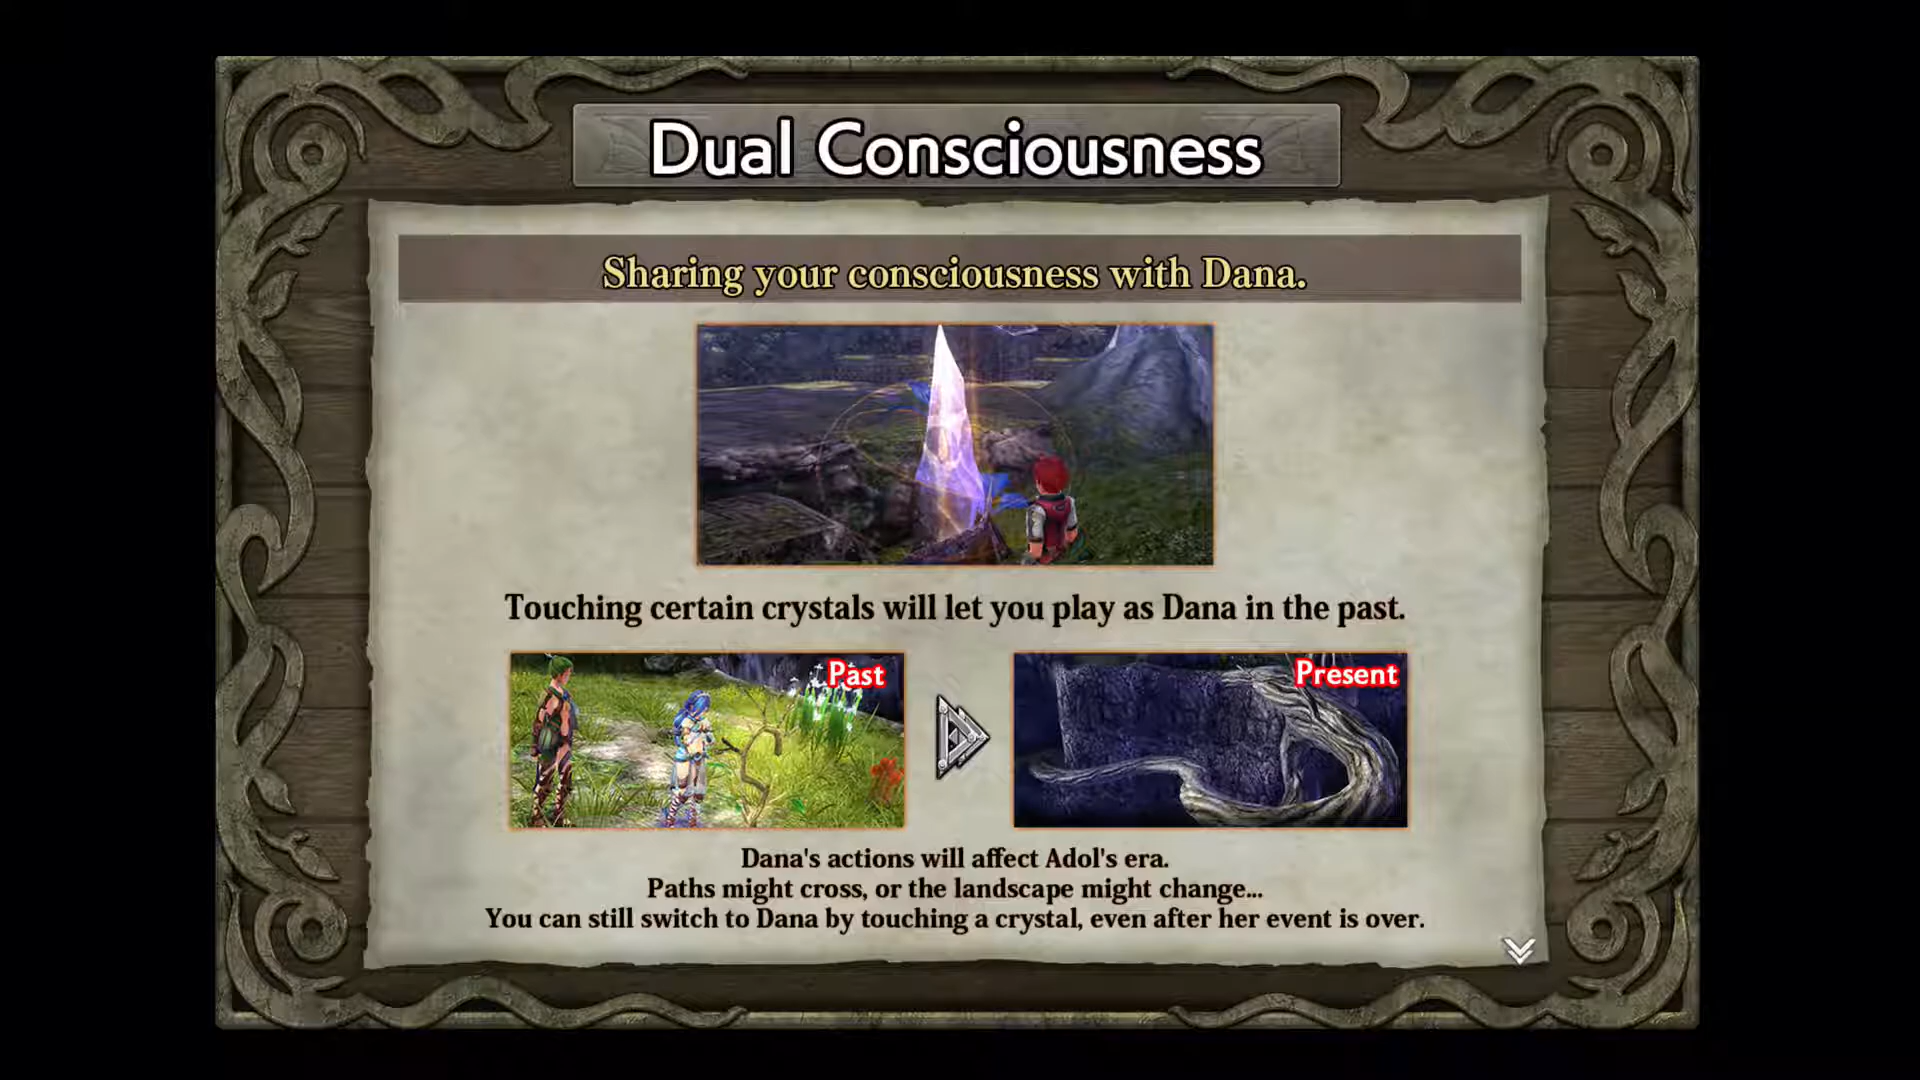 Dual Consciousness
Sharing your consciousness with Dana.
Touching certain crystals will let you play as Dana in the past.
Past
Present
Dana's actions will affect Adol's era.
Paths might cross, or the landscape might change...
You can still switch to Dana by touching a crystal, even after her event is over.